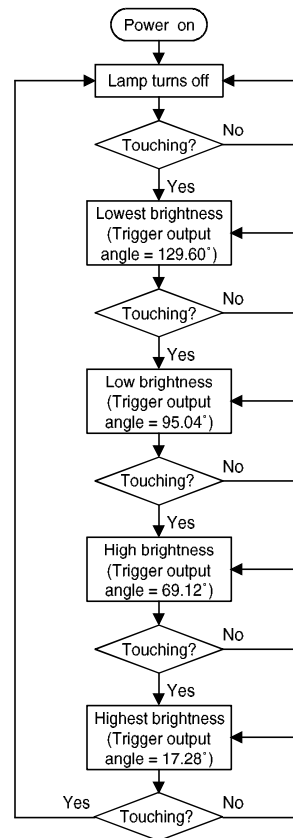 Power on
Lamp turns off
Touching?
No
Yes
Lowest brightness
(Trigger output
angle = 129.60˚)
Touching?
No
Yes
Low brightness
(Trigger output
angle = 95.04˚)
Touching?
No
Yes
High brightness
(Trigger output
angle = 69.12˚)
Touching?
No
Yes
Highest brightness
(Trigger output
angle = 17.28˚)
Yes
Touching?
No